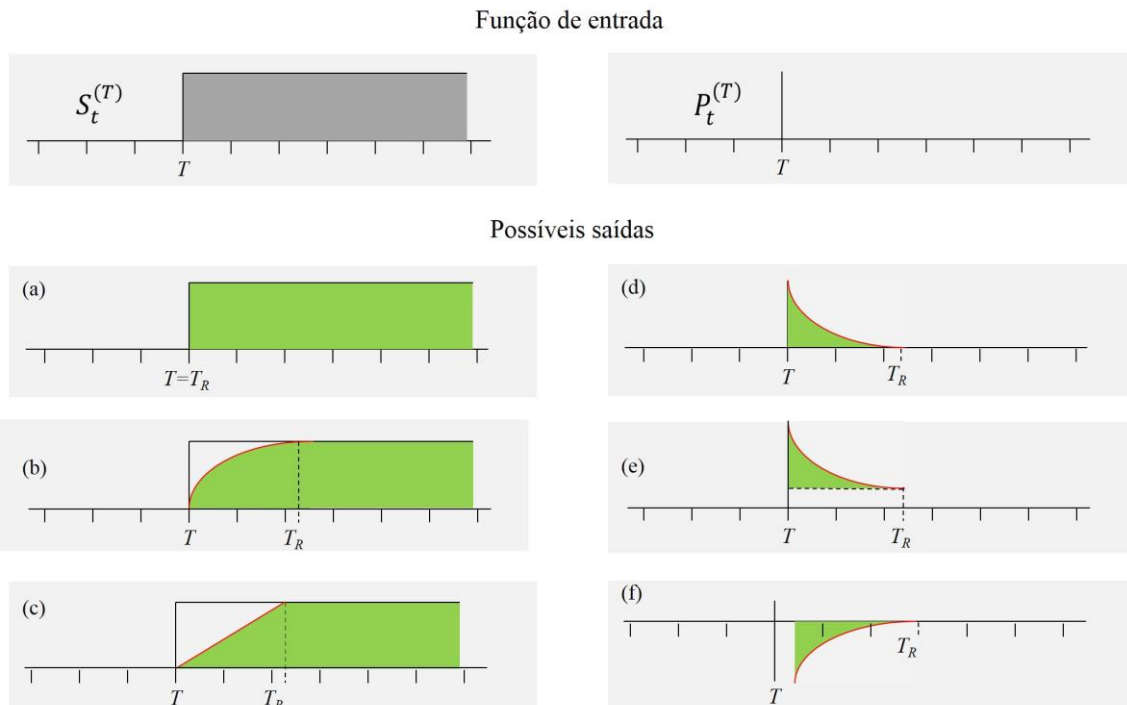 Função de entrada
S_t^{(T)}
T
P_t^{(T)}
T
Possíveis saídas
(a)
T=T_R
(d)
T
T_R
(b)
T
T_R
(e)
T
T_R
(c)
T
T_R
(f)
T_R
T